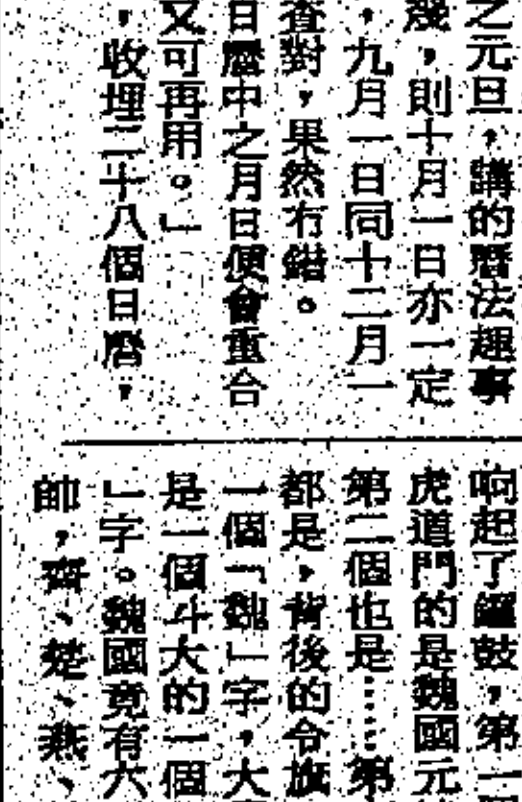 之元旦，講的曆法趣事
淺，則十月一日亦一定
，九月一日同十二月一
查對，果然冇錯。
日曆中之月日便會重合
又可再用。」
，收埋二十八個日曆，
响起了鑼鼓，第一
虎道門的是魏國元
第二個也是……第
都是，背後的令旗
一個「魏」字，大
是一個斗大的一個
」字。魏國竟有六
帥，齊、楚、燕、